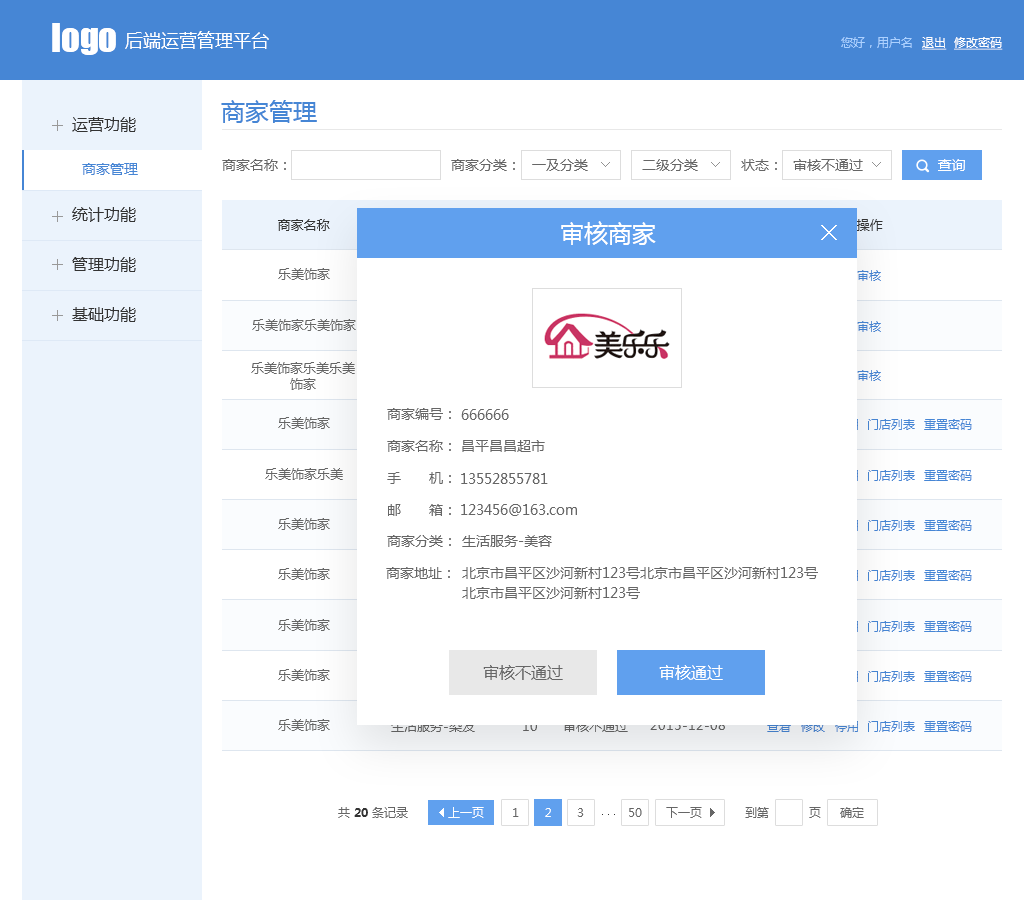 logo 后端运营管理平台
您好，用户名 退出 修改密码
运营功能
商家管理
统计功能
管理功能
基础功能
商家管理
商家名称： 商家分类： 一及分类 二级分类 状态： 审核不通过 查询
商家名称 操作
乐美饰家 审核
乐美饰家乐美饰家 审核
乐美饰家乐美乐美
饰家 审核
乐美饰家 门店列表 重置密码
乐美饰家乐美 门店列表 重置密码
乐美饰家 门店列表 重置密码
乐美饰家 门店列表 重置密码
乐美饰家 门店列表 重置密码
乐美饰家 门店列表 重置密码
乐美饰家 生活服务-美发 10 审核不通过 2015-12-08 查看 修改 停用 门店列表 重置密码
审核商家
美乐乐
商家编号： 666666
商家名称： 昌平昌昌超市
手 机： 13552855781
邮 箱： 123456@163.com
商家分类： 生活服务-美容
商家地址： 北京市昌平区沙河新村123号北京市昌平区沙河新村123号
北京市昌平区沙河新村123号
审核不通过 审核通过
共 20 条记录 上一页 1 2 3 ... 50 下一页 到第 页 确定